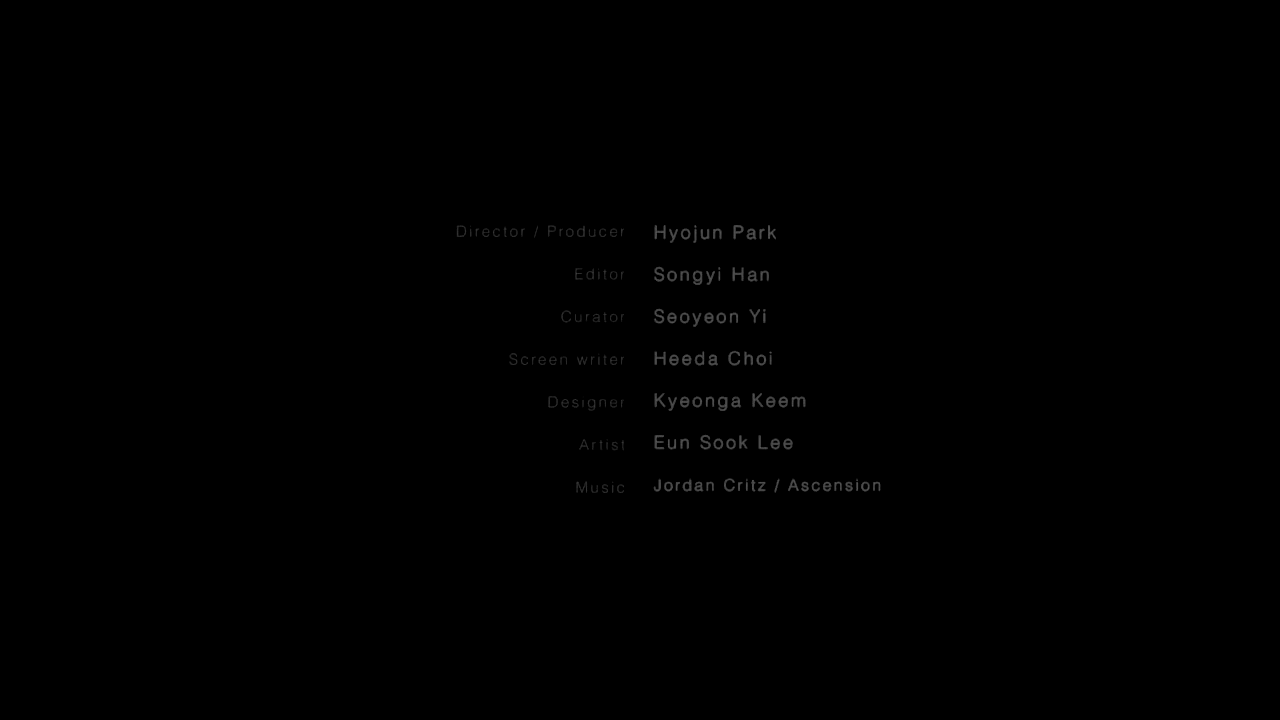 Director / Producer Hyojun Park
Editor Songyi Han
Curator Seoyeon Yi
Screen writer Heeda Choi
Designer Kyeonga Keem
Artist Eun Sook Lee
Music Jordan Critz / Ascension